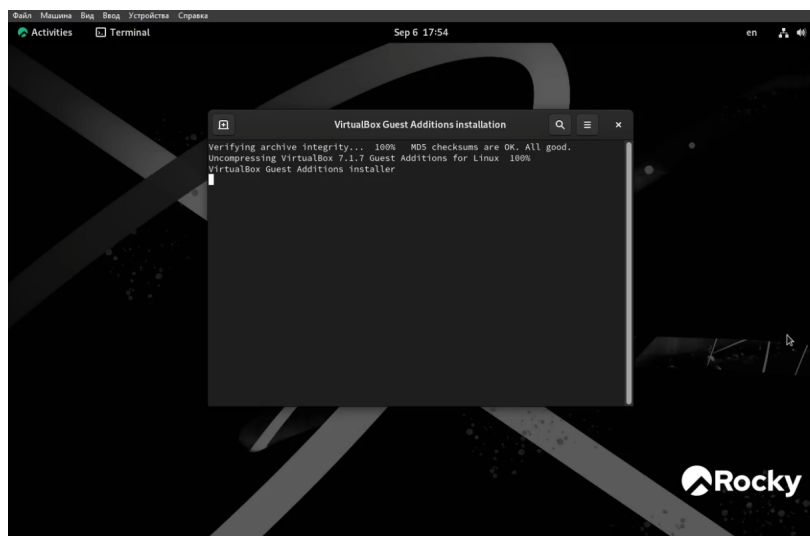 Файл Машина Вид Ввод Устройства Справка
Activities Terminal Sep 6 17:54 en
VirtualBox Guest Additions installation
Verifying archive integrity... 100% MD5 checksums are OK. All good.
Uncompressing VirtualBox 7.1.7 Guest Additions for Linux 100%
VirtualBox Guest Additions installer
Rocky